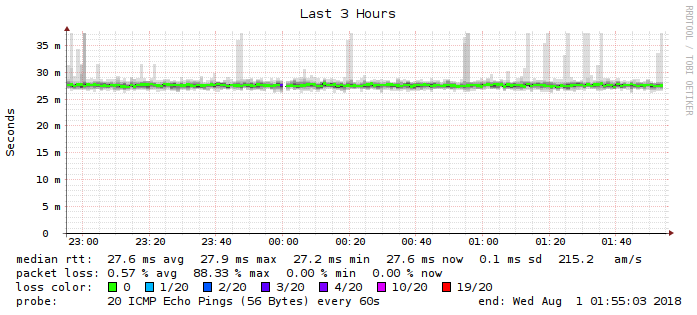 Last 3 Hours
RRDTOOL / TOBI OETIKER
Seconds
35 m
30 m
25 m
20 m
15 m
10 m
5 m
0
23:00 23:20 23:40 00:00 00:20 00:40 01:00 01:20 01:40
median rtt: 27.6 ms avg 27.9 ms max 27.2 ms min 27.6 ms now 0.1 ms sd 215.2 am/s
packet loss: 0.57 % avg 88.33 % max 0.00 % min 0.00 % now
loss color: 0 1/20 2/20 3/20 4/20 10/20 19/20
probe: 20 ICMP Echo Pings (56 Bytes) every 60s end: Wed Aug 1 01:55:03 2018